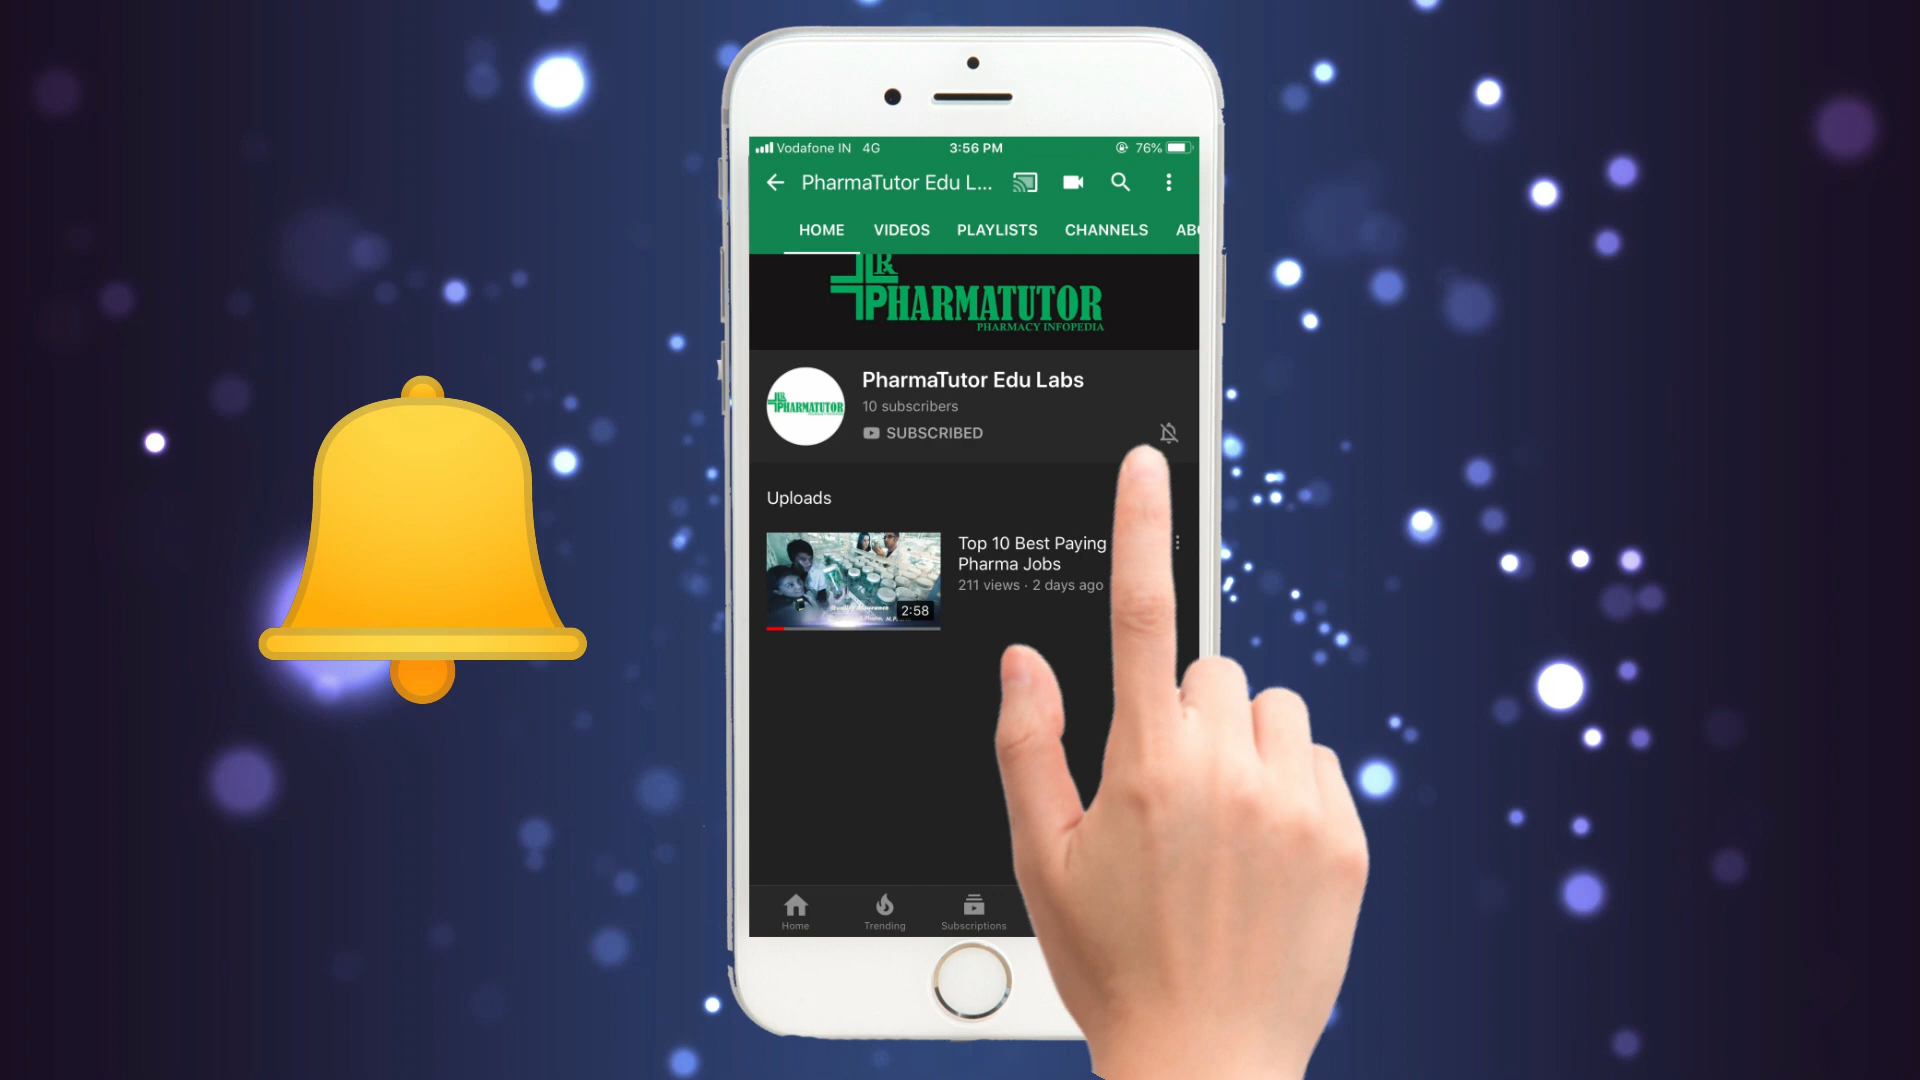 Vodafone IN 4G 3:56 PM 76%
PharmaTutor Edu L...
HOME VIDEOS PLAYLISTS CHANNELS AB
Rx
PHARMATUTOR
PHARMACY INFOPEDIA
PharmaTutor Edu Labs
10 subscribers
PHARMATUTOR
SUBSCRIBED
Uploads
Top 10 Best Paying
Pharma Jobs
211 views · 2 days ago
2:58
Home Trending Subscriptions